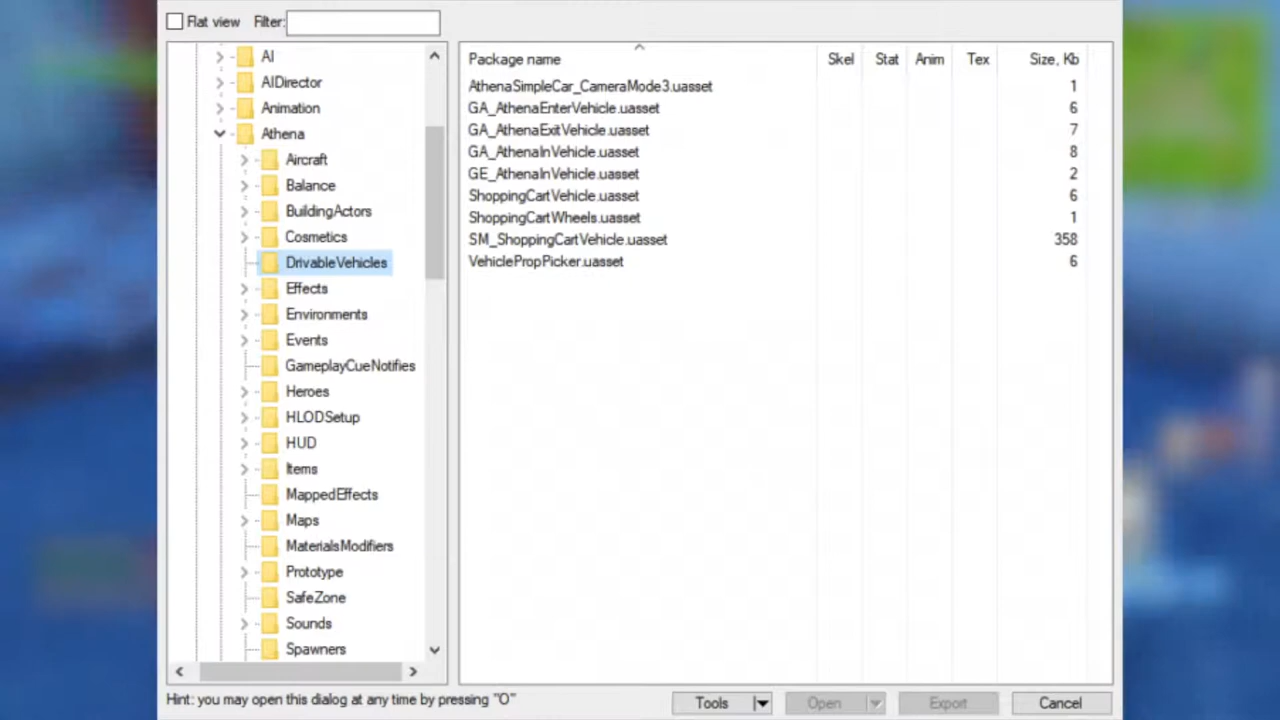 Flat view Filter:
AI
AIDirector
Animation
Athena
Aircraft
Balance
BuildingActors
Cosmetics
DrivableVehicles
Effects
Environments
Events
GameplayCueNotifies
Heroes
HLODSetup
HUD
Items
MappedEffects
Maps
MaterialsModifiers
Prototype
SafeZone
Sounds
Spawners
Package name Skel Stat Anim Tex Size, Kb
AthenaSimpleCar_CameraMode3.uasset 1
GA_AthenaEnterVehicle.uasset 6
GA_AthenaExitVehicle.uasset 7
GA_AthenaInVehicle.uasset 8
GE_AthenaInVehicle.uasset 2
ShoppingCartVehicle.uasset 6
ShoppingCartWheels.uasset 1
SM_ShoppingCartVehicle.uasset 358
VehiclePropPicker.uasset 6
Hint: you may open this dialog at any time by pressing "O"
Tools Open Export Cancel